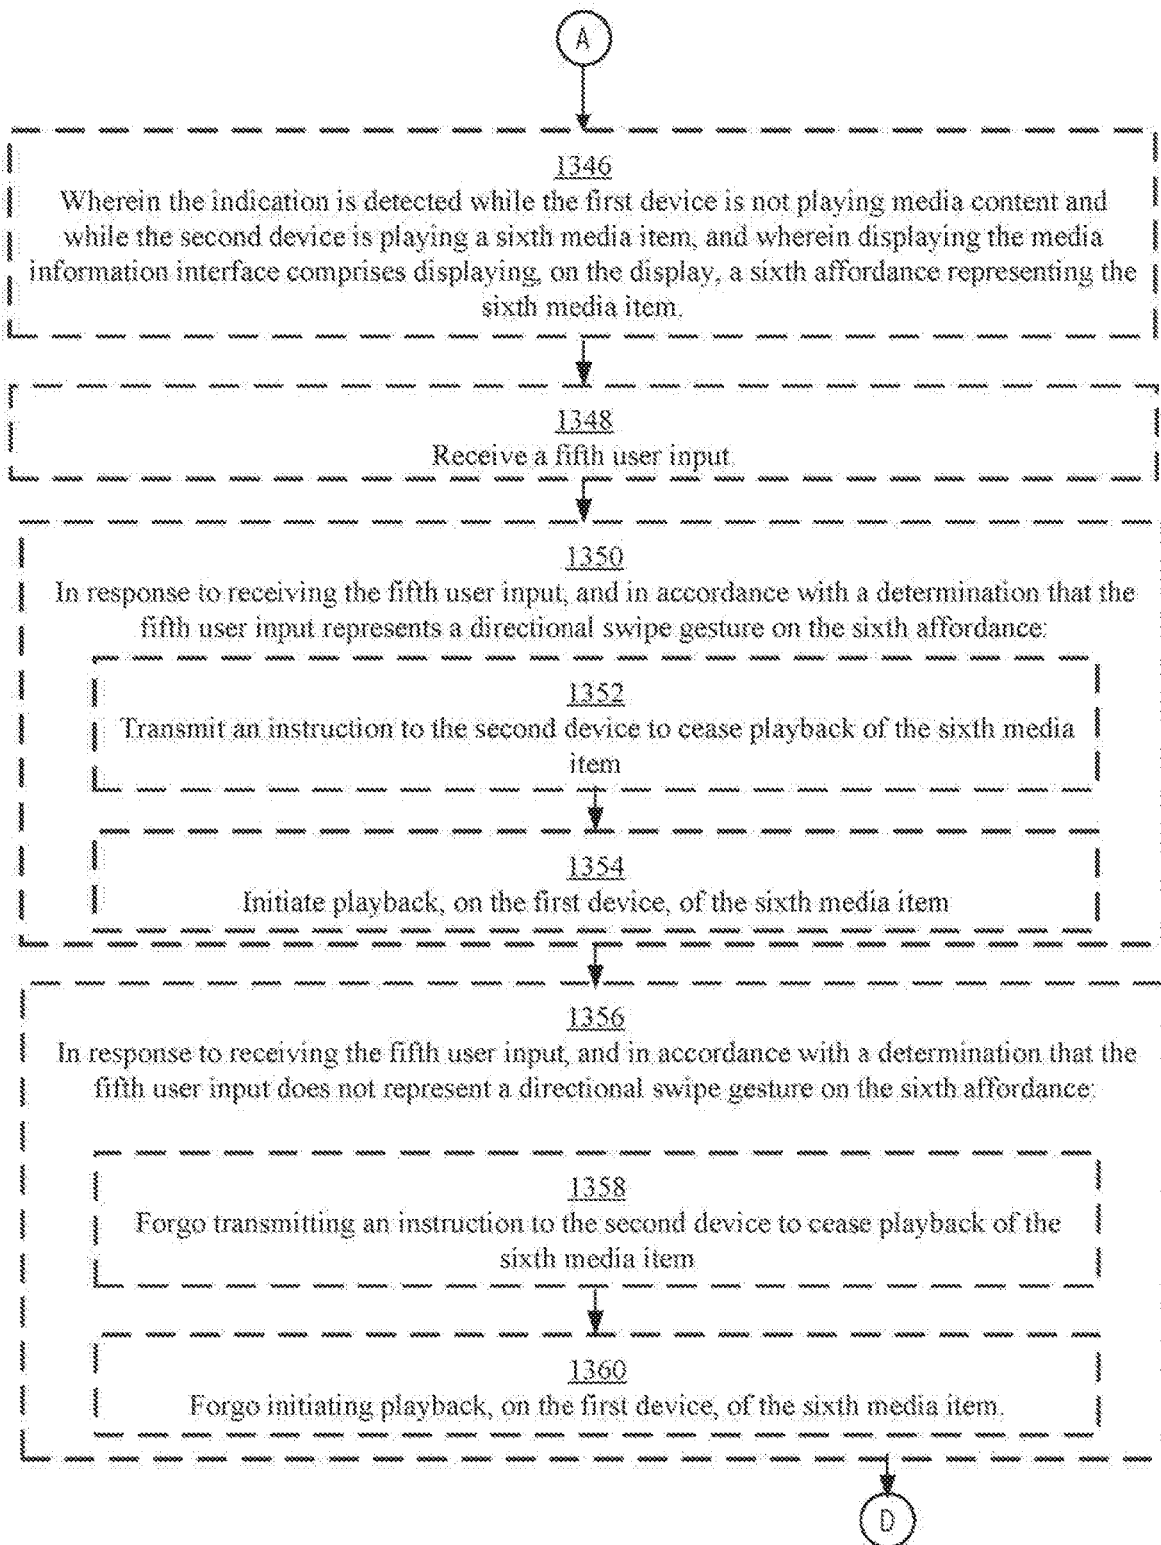 A
1346
Wherein the indication is detected while the first device is not playing media content and
while the second device is playing a sixth media item, and wherein displaying the media
information interface comprises displaying, on the display, a sixth affordance representing the
sixth media item.
1348
Receive a fifth user input.
1350
In response to receiving the fifth user input, and in accordance with a determination that the
fifth user input represents a directional swipe gesture on the sixth affordance:
1352
Transmit an instruction to the second device to cease playback of the sixth media
item
1354
Initiate playback, on the first device, of the sixth media item
1356
In response to receiving the fifth user input, and in accordance with a determination that the
fifth user input does not represent a directional swipe gesture on the sixth affordance:
1358
Forgo transmitting an instruction to the second device to cease playback of the
sixth media item
1360
Forgo initiating playback, on the first device, of the sixth media item.
D